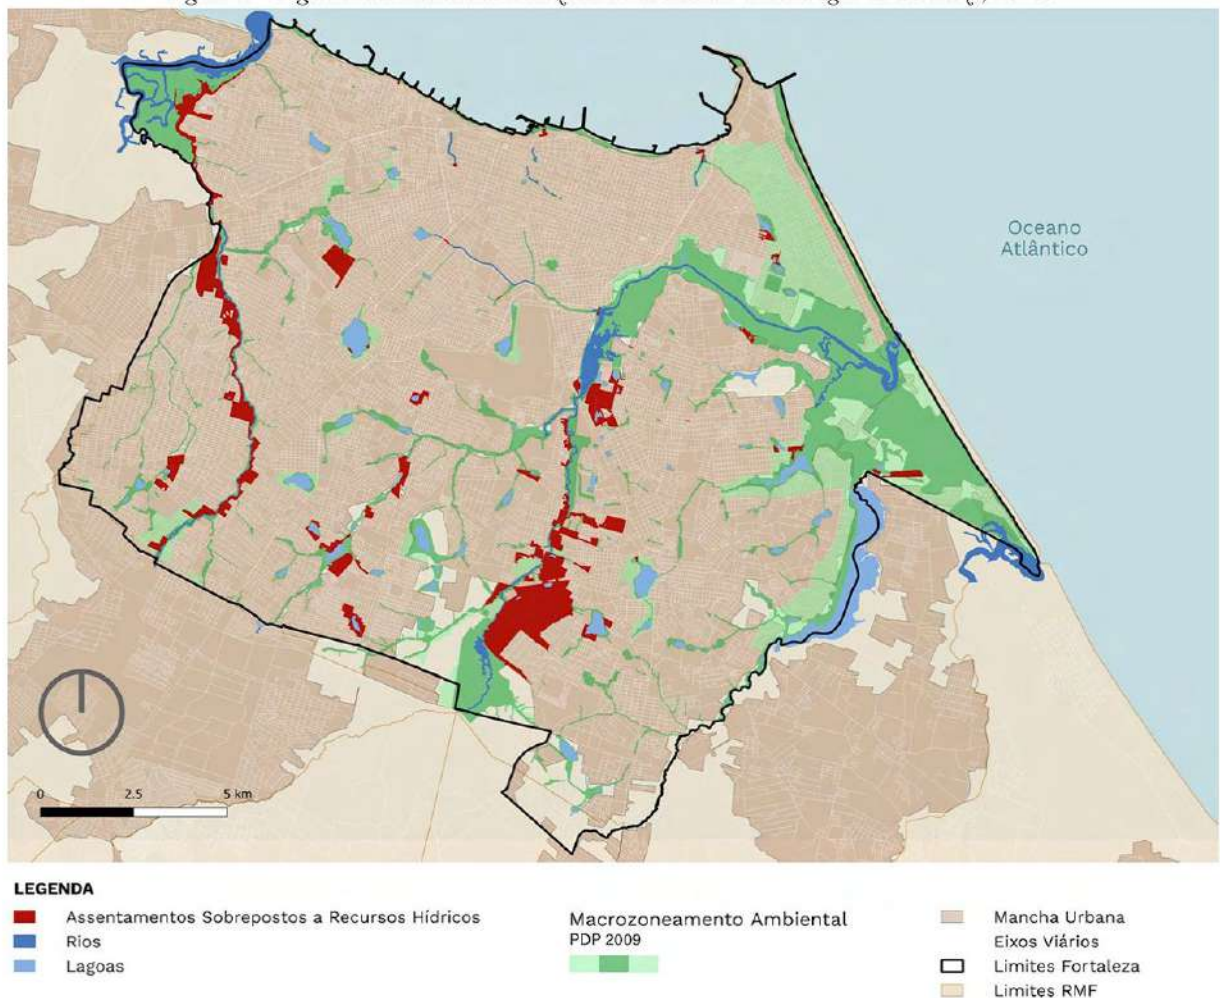 Oceano
Atlântico
0 2.5 5 km
LEGENDA
Assentamentos Sobrepostos a Recursos Hídricos
Rios
Lagoas
Macrozoneamento Ambiental
PDP 2009
Mancha Urbana
Eixos Viários
Limites Fortaleza
Limites RMF